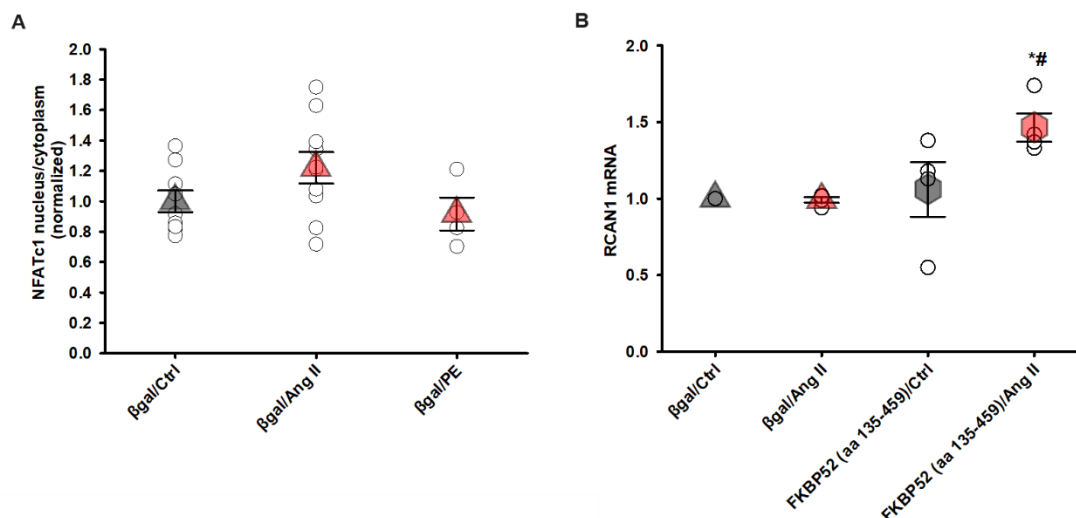 A
NFATc1 nucleus/cytoplasm
(normalized)
2.0
1.8
1.6
1.4
1.2
1.0
0.8
0.6
0.4
0.2
0.0
βgal/Ctrl
βgal/Ang II
βgal/PE
B
RCAN1 mRNA
2.0
1.5
1.0
0.5
0.0
*#
βgal/Ctrl
βgal/Ang II
FKBP52 (aa 135-459)/Ctrl
FKBP52 (aa 135-459)/Ang II